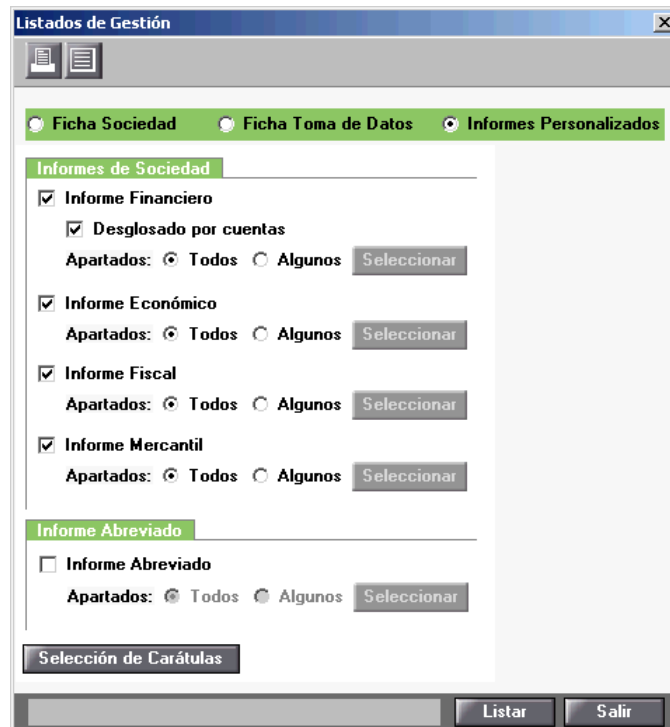 Listados de Gestión
Ficha Sociedad Ficha Toma de Datos Informes Personalizados
Informes de Sociedad
Informe Financiero
Desglosado por cuentas
Apartados: Todos Algunos Seleccionar
Informe Económico
Apartados: Todos Algunos Seleccionar
Informe Fiscal
Apartados: Todos Algunos Seleccionar
Informe Mercantil
Apartados: Todos Algunos Seleccionar
Informe Abreviado
Informe Abreviado
Apartados: Todos Algunos Seleccionar
Selección de Carátulas
Listar Salir